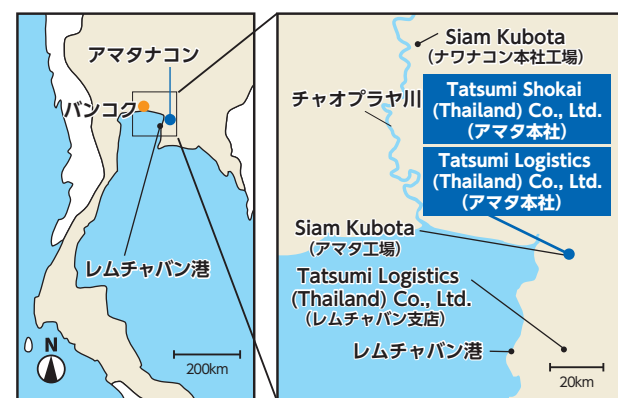 アマタナコン
バンコク
レムチャバン港
N
200km
Siam Kubota
（ナワナコン本社工場）
チャオプラヤ川
Tatsumi Shokai
(Thailand) Co., Ltd.
（アマタ本社）
Tatsumi Logistics
(Thailand) Co., Ltd.
（アマタ本社）
Siam Kubota
（アマタ工場）
Tatsumi Logistics
(Thailand) Co., Ltd.
（レムチャバン支店）
レムチャバン港
20km